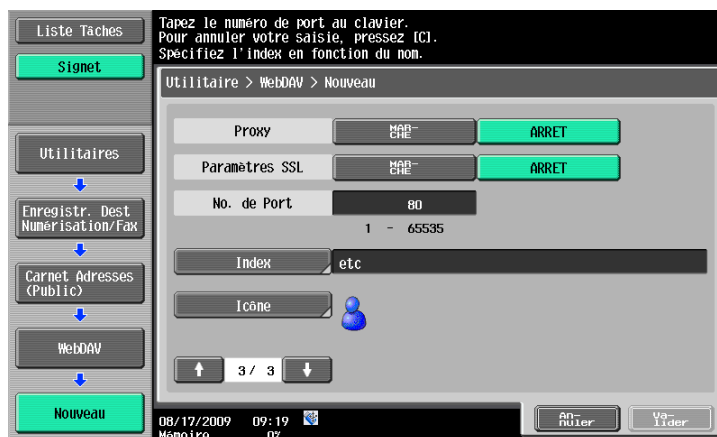 Liste Tâches
Signet
Tapez le numéro de port au clavier.
Pour annuler votre saisie, pressez [C].
Spécifiez l'index en fonction du nom.
Utilitaire > WebDAV > Nouveau
Utilitaires
Enregistr. Dest
Numérisation/Fax
Carnet Adresses
(Public)
WebDAV
Nouveau
Proxy
MAR-
CHE
ARRET
Paramètres SSL
MAR-
CHE
ARRET
No. de Port
80
1 - 65535
Index
etc
Icône
3/ 3
08/17/2009 09:19
Mémoire 0%
An-
nuler
Va-
lider